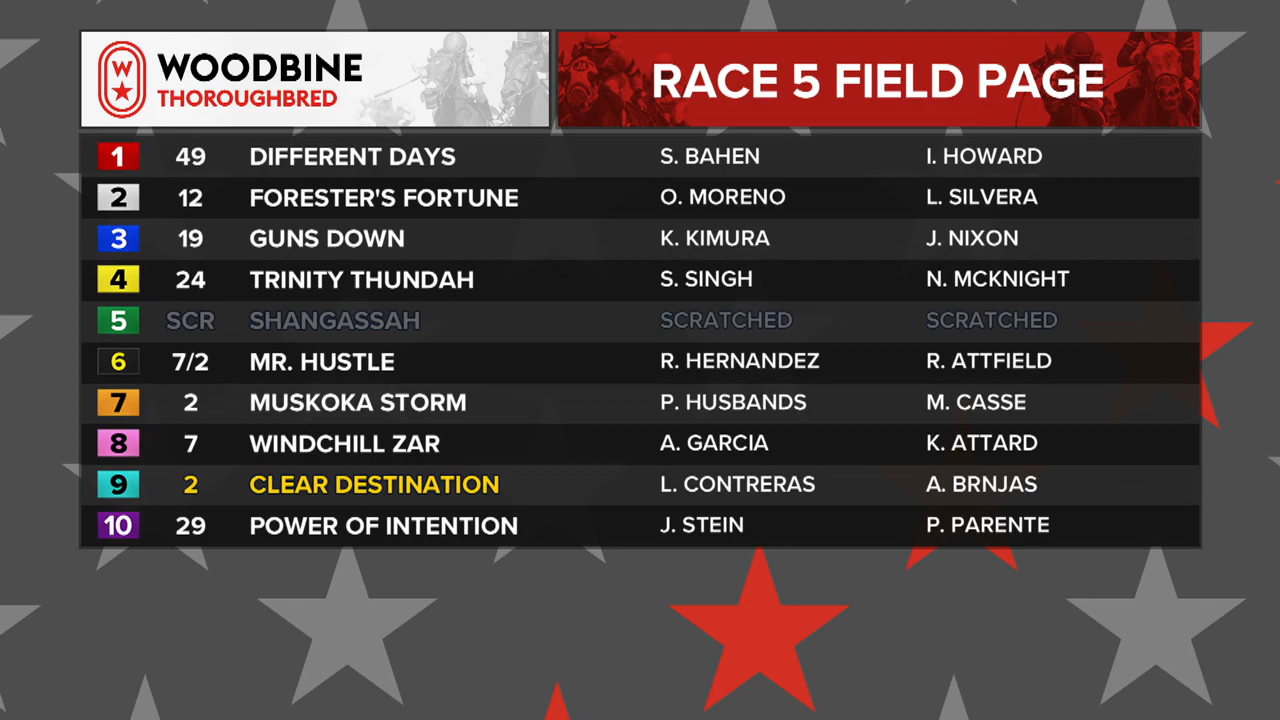 W
WOODBINE
THOROUGHBRED
RACE 5 FIELD PAGE
1 49 DIFFERENT DAYS S. BAHEN I. HOWARD
2 12 FORESTER'S FORTUNE O. MORENO L. SILVERA
3 19 GUNS DOWN K. KIMURA J. NIXON
4 24 TRINITY THUNDAH S. SINGH N. MCKNIGHT
5 SCR SHANGASSAH SCRATCHED SCRATCHED
6 7/2 MR. HUSTLE R. HERNANDEZ R. ATTFIELD
7 2 MUSKOKA STORM P. HUSBANDS M. CASSE
8 7 WINDCHILL ZAR A. GARCIA K. ATTARD
9 2 CLEAR DESTINATION L. CONTRERAS A. BRNJAS
10 29 POWER OF INTENTION J. STEIN P. PARENTE